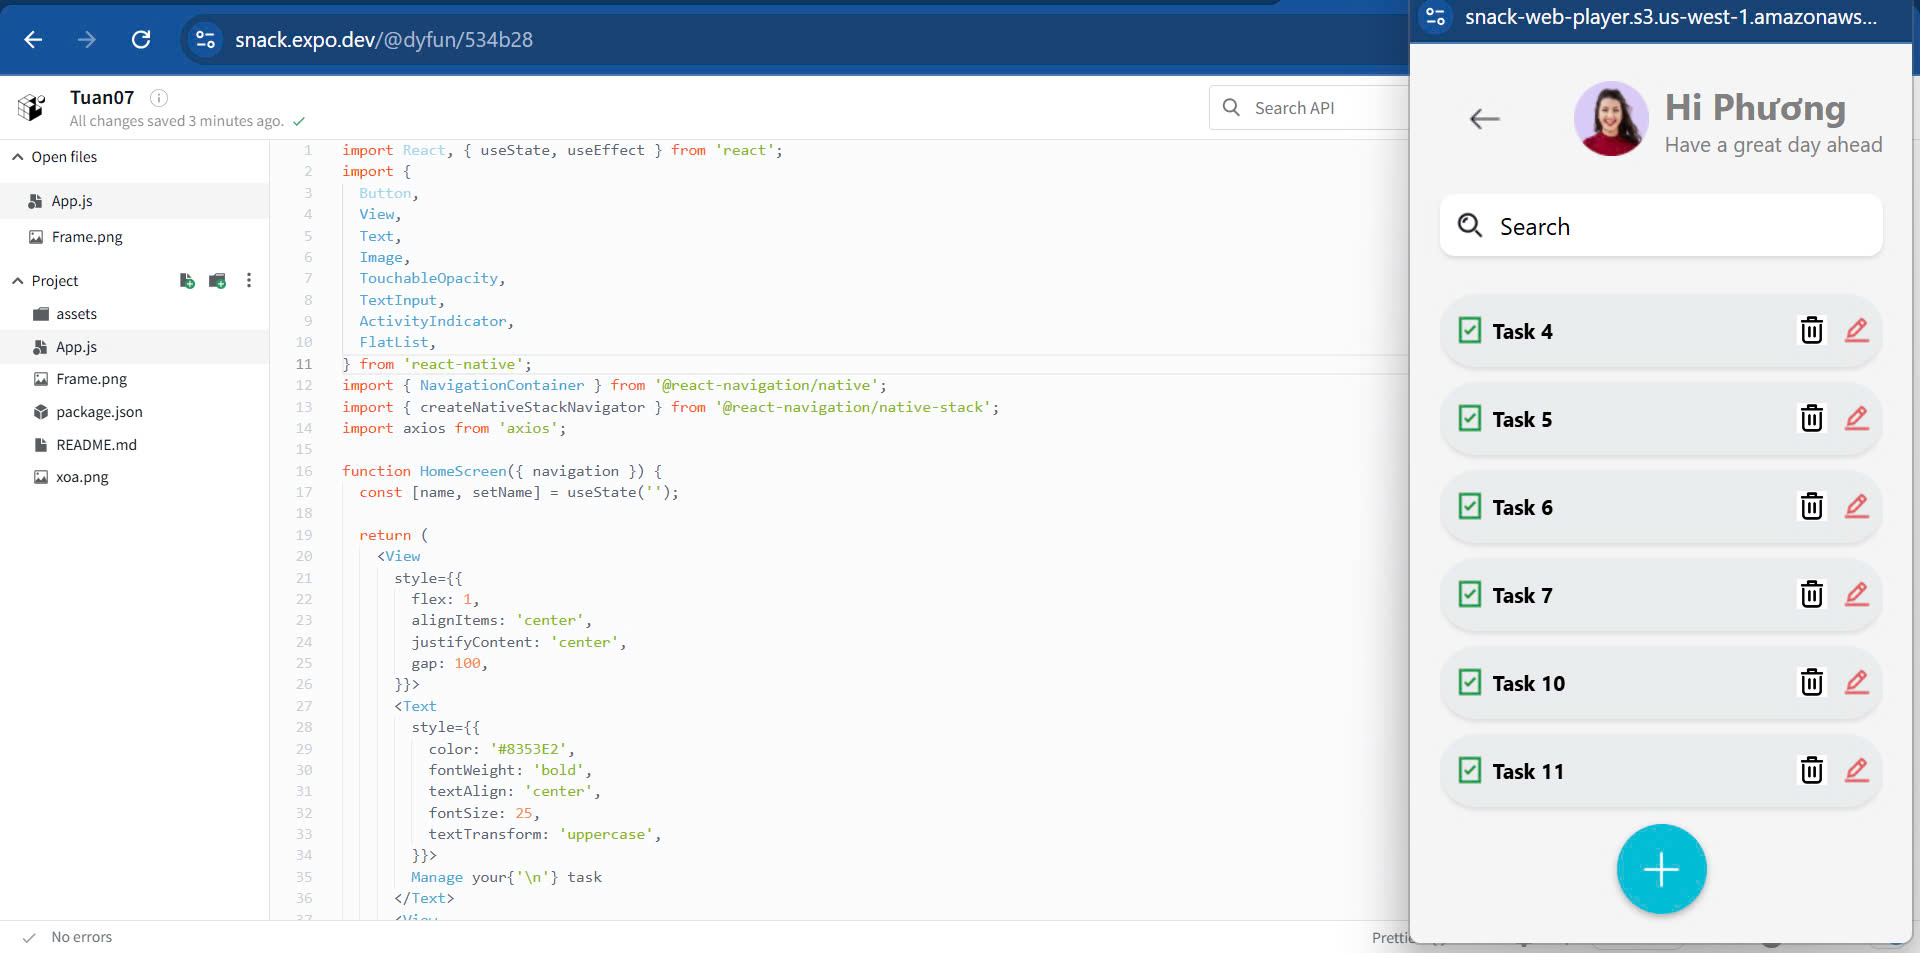 snack.expo.dev/@dyfun/534b28
Tuan07
All changes saved 3 minutes ago.
Search API
Open files
App.js
Frame.png
Project
assets
App.js
Frame.png
package.json
README.md
xoa.png
1 import React, { useState, useEffect } from 'react';
2 import {
3 Button,
4 View,
5 Text,
6 Image,
7 TouchableOpacity,
8 TextInput,
9 ActivityIndicator,
10 FlatList,
11 } from 'react-native';
12 import { NavigationContainer } from '@react-navigation/native';
13 import { createNativeStackNavigator } from '@react-navigation/native-stack';
14 import axios from 'axios';
15
16 function HomeScreen({ navigation }) {
17 const [name, setName] = useState('');
18
19 return (
20 <View
21 style={{
22 flex: 1,
23 alignItems: 'center',
24 justifyContent: 'center',
25 gap: 100,
26 }}>
27 <Text
28 style={{
29 color: '#8353E2',
30 fontWeight: 'bold',
31 textAlign: 'center',
32 fontSize: 25,
33 textTransform: 'uppercase',
34 }}>
35 Manage your{'\n'} task
36 </Text>
37 <View
No errors
Prettie
snack-web-player.s3.us-west-1.amazonaws...
Hi Phương
Have a great day ahead
Search
Task 4
Task 5
Task 6
Task 7
Task 10
Task 11